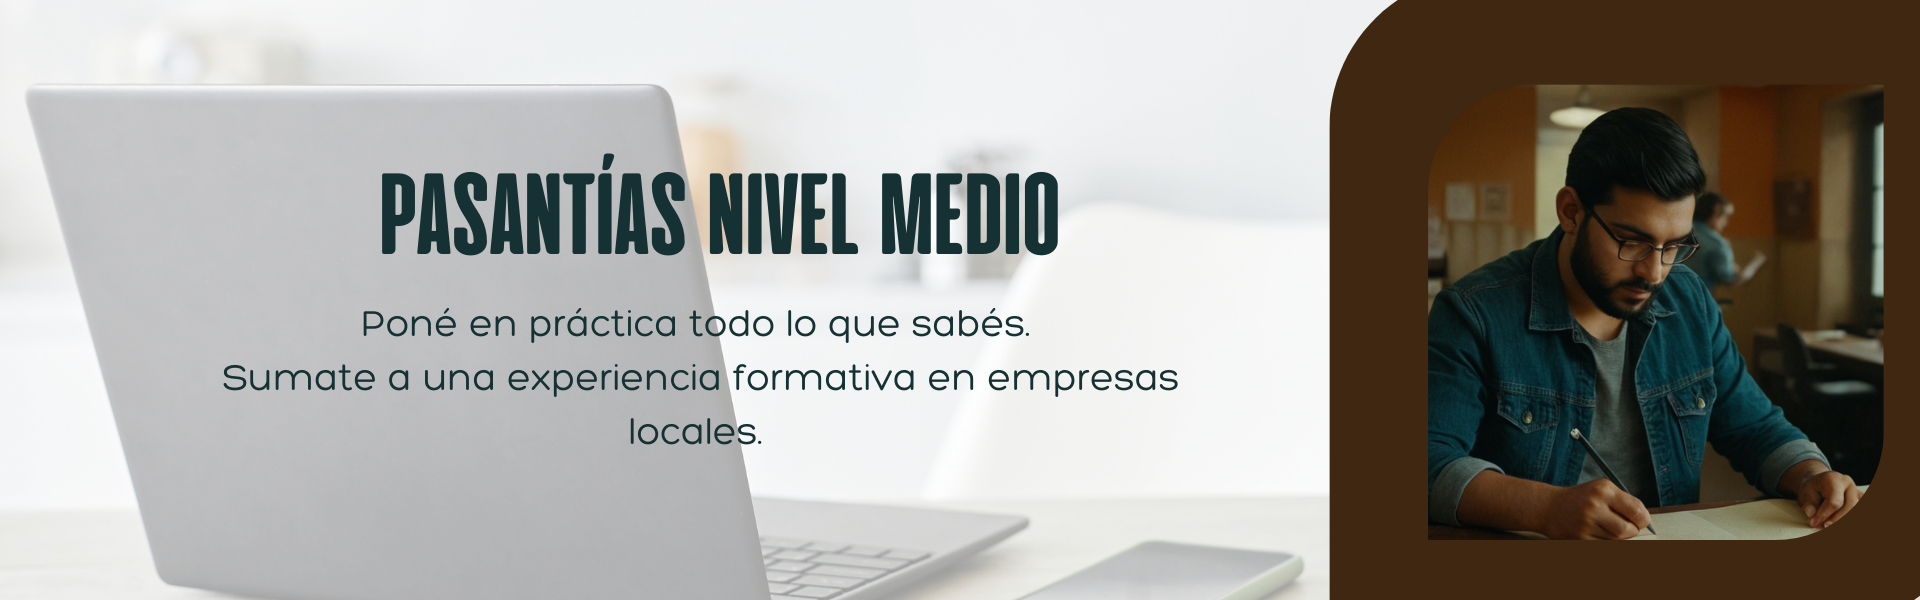 PASANTÍAS NIVEL MEDIO
Poné en práctica todo lo que sabés.
Sumate a una experiencia formativa en empresas
locales.